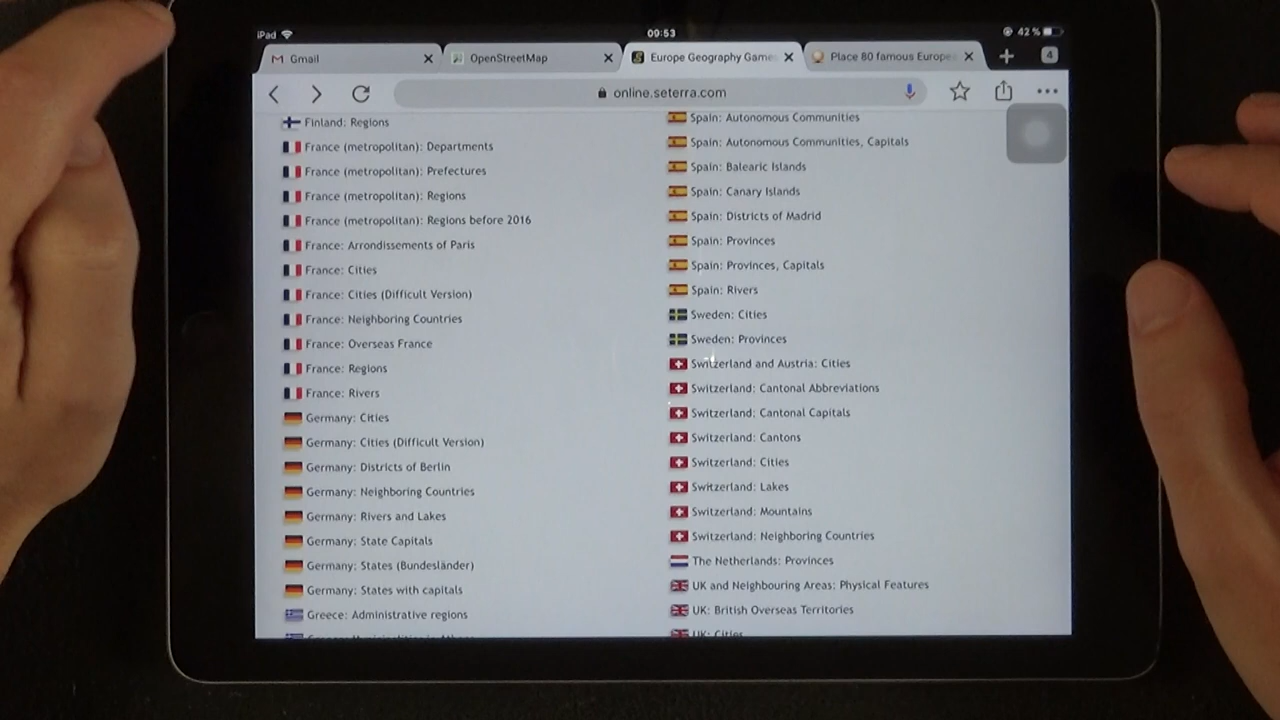 iPad
09:53
42 %
Gmail
OpenStreetMap
Europe Geography Game
Place 80 famous Europe
4
online.seterra.com
Finland: Regions
France (metropolitan): Departments
France (metropolitan): Prefectures
France (metropolitan): Regions
France (metropolitan): Regions before 2016
France: Arrondissements of Paris
France: Cities
France: Cities (Difficult Version)
France: Neighboring Countries
France: Overseas France
France: Regions
France: Rivers
Germany: Cities
Germany: Cities (Difficult Version)
Germany: Districts of Berlin
Germany: Neighboring Countries
Germany: Rivers and Lakes
Germany: State Capitals
Germany: States (Bundesländer)
Germany: States with capitals
Greece: Administrative regions
Spain: Autonomous Communities
Spain: Autonomous Communities, Capitals
Spain: Balearic Islands
Spain: Canary Islands
Spain: Districts of Madrid
Spain: Provinces
Spain: Provinces, Capitals
Spain: Rivers
Sweden: Cities
Sweden: Provinces
Switzerland and Austria: Cities
Switzerland: Cantonal Abbreviations
Switzerland: Cantonal Capitals
Switzerland: Cantons
Switzerland: Cities
Switzerland: Lakes
Switzerland: Mountains
Switzerland: Neighboring Countries
The Netherlands: Provinces
UK and Neighbouring Areas: Physical Features
UK: British Overseas Territories
UK: Cities